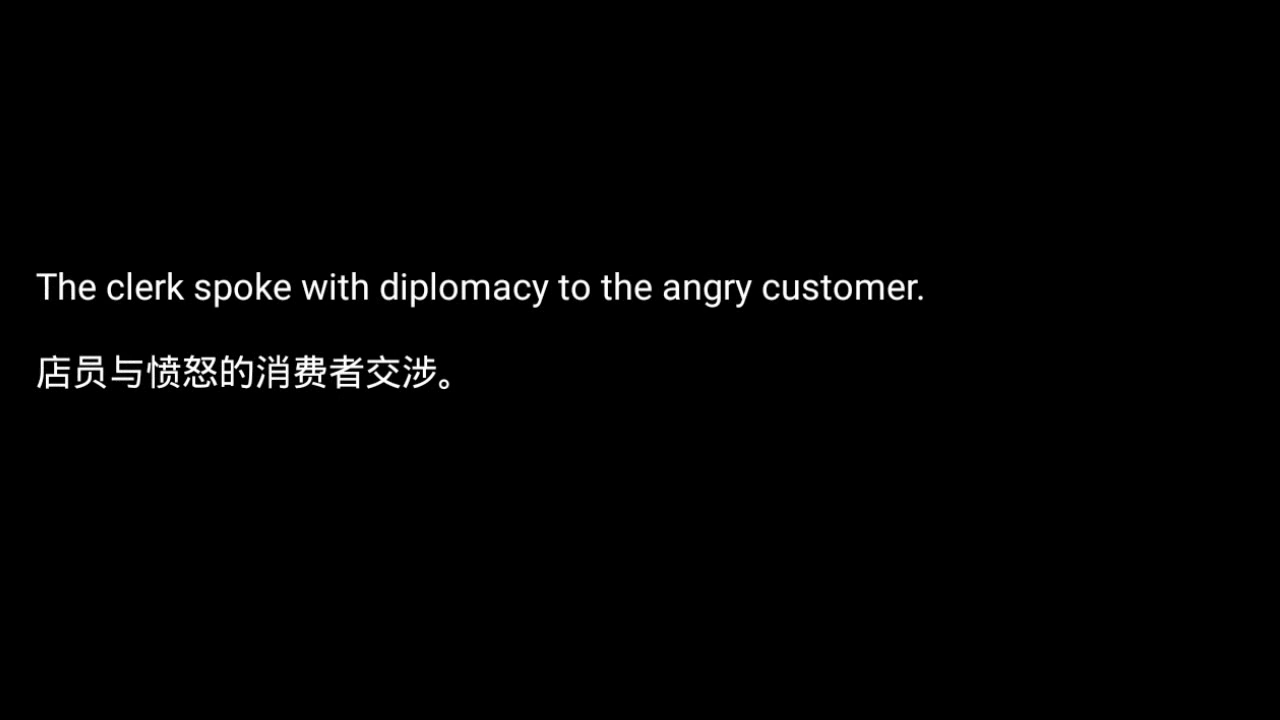 The clerk spoke with diplomacy to the angry customer.
店员与愤怒的消费者交涉。